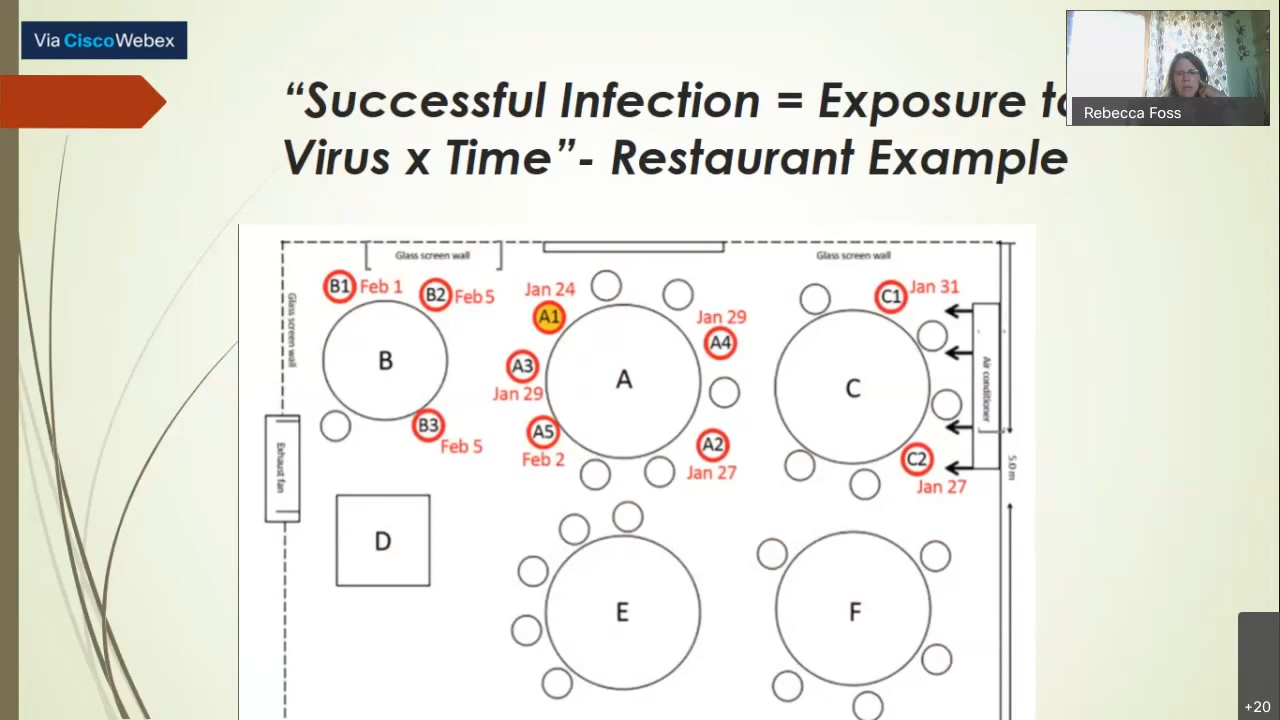 Via Cisco Webex
Rebecca Foss
“Successful Infection = Exposure to
Virus x Time”- Restaurant Example
Glass screen wall
Glass screen wall
Glass screen wall
B1 Feb 1
B2 Feb 5
Jan 24
A1
C1 Jan 31
Jan 29
A4
A3
Jan 29
B
A
C
Air conditioner
B3
Feb 5
A5
Feb 2
A2
Jan 27
C2
Jan 27
Exhaust fan
5.0 m
D
E
F
+20